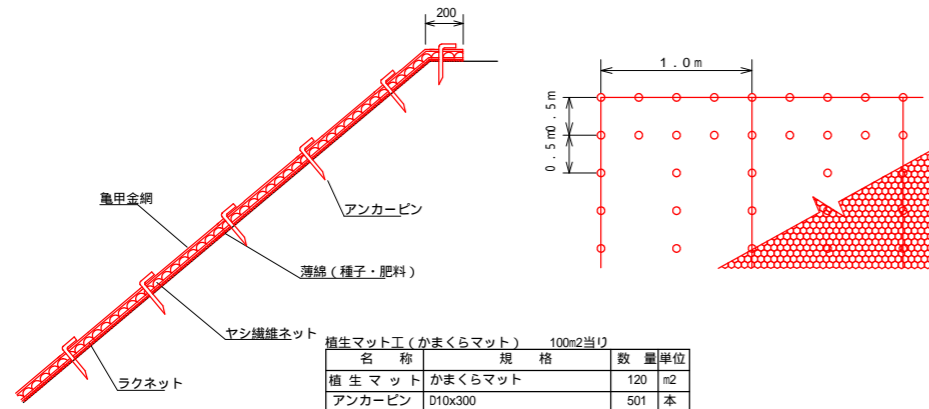 200
1.0m
0.5m
0.5m
亀甲金網
アンカーピン
薄綿(種子・肥料)
ヤシ繊維ネット
ラクネット
植生マット工(かまくらマット) 100m2当り
名 称 規 格 数 量 単位
植 生 マ ッ ト かまくらマット 120 m2
アンカーピン D10x300 501 本